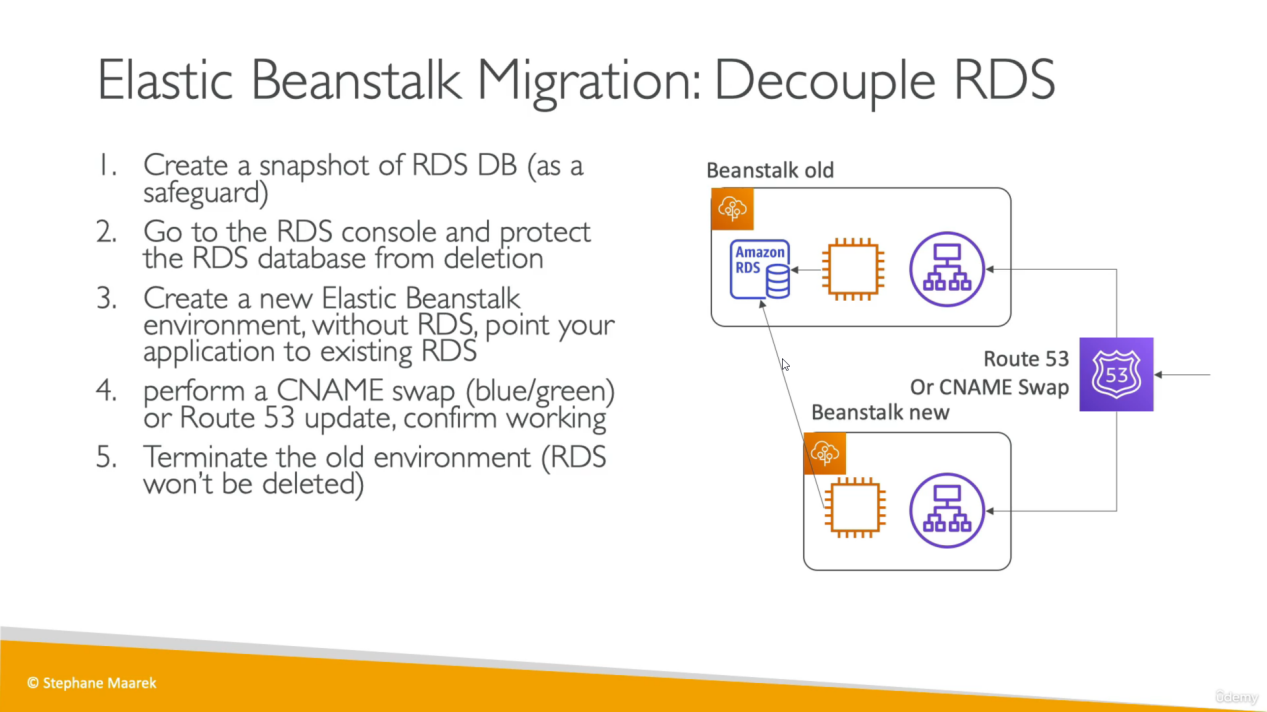 Elastic Beanstalk Migration: Decouple RDS
1. Create a snapshot of RDS DB (as a
safeguard)
2. Go to the RDS console and protect
the RDS database from deletion
3. Create a new Elastic Beanstalk
environment, without RDS, point your
application to existing RDS
4. perform a CNAME swap (blue/green)
or Route 53 update, confirm working
5. Terminate the old environment (RDS
won't be deleted)
Beanstalk old
Amazon
RDS
Route 53
Or CNAME Swap
53
Beanstalk new
© Stephane Maarek
ûdemy